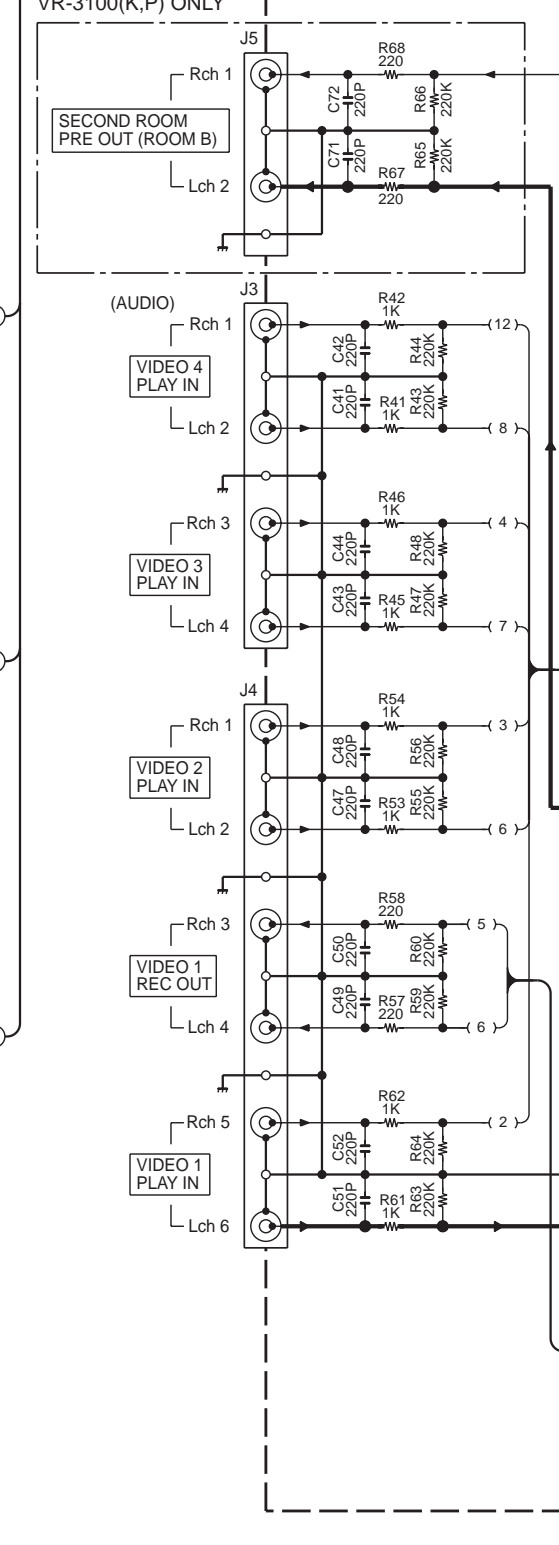 VR-3100(K,P) ONLY
J5
Rch 1
R68
220
C72
220P
R66
220K
SECOND ROOM
PRE OUT (ROOM B)
C71
220P
R65
220K
Lch 2
R67
220
J3
(AUDIO)
Rch 1
R42
1K
12
C42
220P
R44
220K
VIDEO 4
PLAY IN
C41
220P
R43
220K
Lch 2
R41
1K
8
Rch 3
R46
1K
4
C44
220P
R48
220K
VIDEO 3
PLAY IN
C43
220P
R47
220K
Lch 4
R45
1K
7
J4
Rch 1
R54
1K
3
C48
220P
R56
220K
VIDEO 2
PLAY IN
C47
220P
R55
220K
Lch 2
R53
1K
6
Rch 3
R58
220
5
C50
220P
R60
220K
VIDEO 1
REC OUT
C49
220P
R59
220K
Lch 4
R57
220
6
Rch 5
R62
1K
2
C52
220P
R64
220K
VIDEO 1
PLAY IN
C51
220P
R63
220K
Lch 6
R61
1K